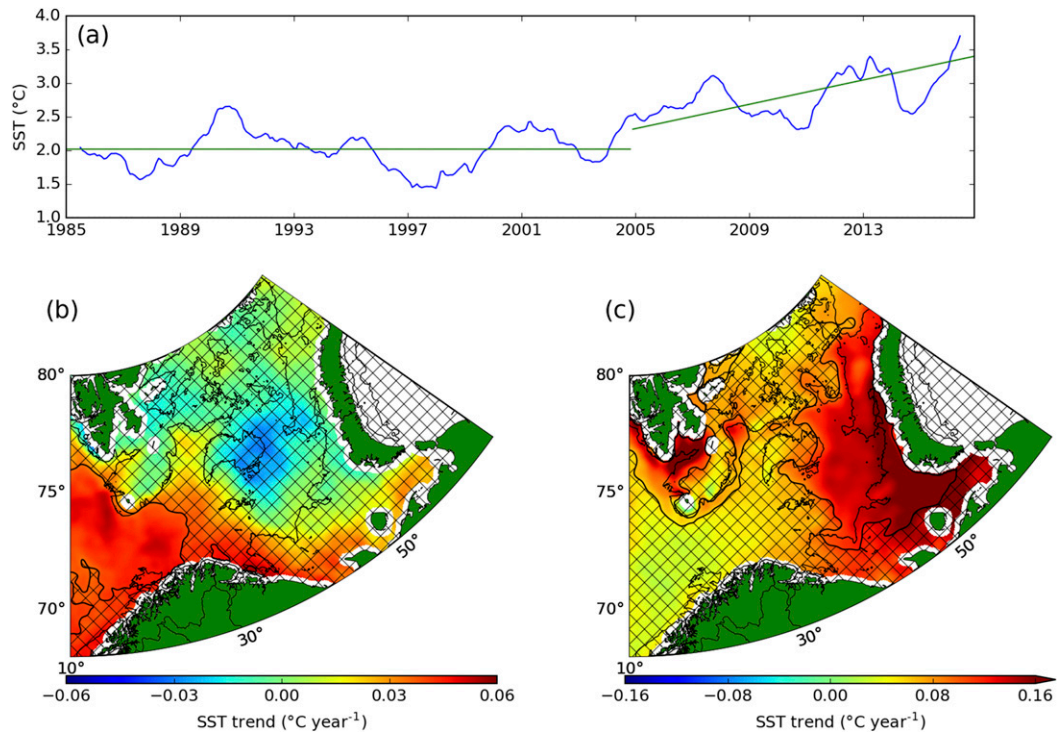 (a)
SST (°C)
4.0
3.5
3.0
2.5
2.0
1.5
1.0
1985 1989 1993 1997 2001 2005 2009 2013
(b)
80°
75°
70°
10°
30°
50°
−0.06 −0.03 0.00 0.03 0.06
SST trend (°C year⁻¹)
(c)
80°
75°
70°
10°
30°
50°
−0.16 −0.08 0.00 0.08 0.16
SST trend (°C year⁻¹)